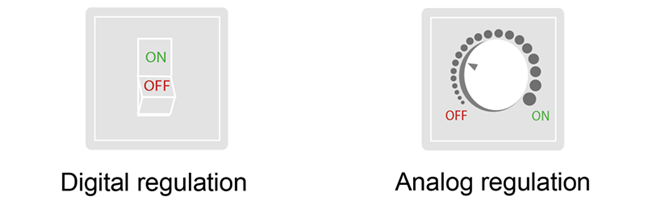 ON
OFF
OFF ON
Digital regulation
Analog regulation